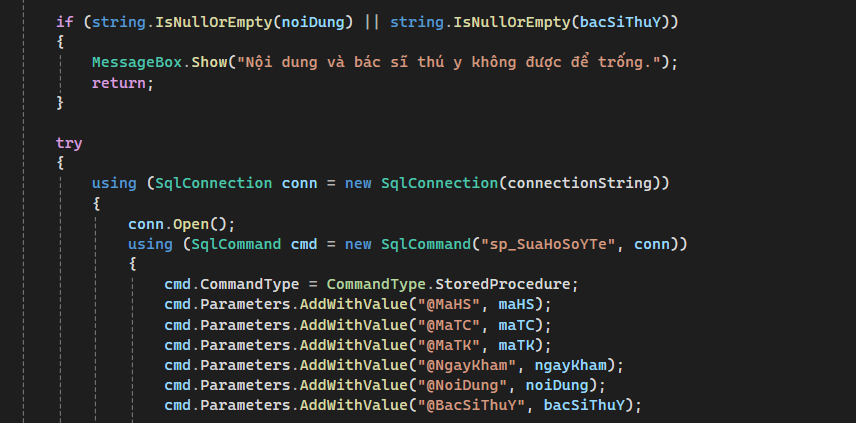 if (string.IsNullOrEmpty(noiDung) || string.IsNullOrEmpty(bacSiThuY))
{
MessageBox.Show("Nội dung và bác sĩ thú y không được để trống.");
return;
}
try
{
using (SqlConnection conn = new SqlConnection(connectionString))
{
conn.Open();
using (SqlCommand cmd = new SqlCommand("sp_SuaHoSoYTe", conn))
{
cmd.CommandType = CommandType.StoredProcedure;
cmd.Parameters.AddWithValue("@MaHS", maHS);
cmd.Parameters.AddWithValue("@MaTC", maTC);
cmd.Parameters.AddWithValue("@MaTK", maTK);
cmd.Parameters.AddWithValue("@NgayKham", ngayKham);
cmd.Parameters.AddWithValue("@NoiDung", noiDung);
cmd.Parameters.AddWithValue("@BacSiThuY", bacSiThuY);